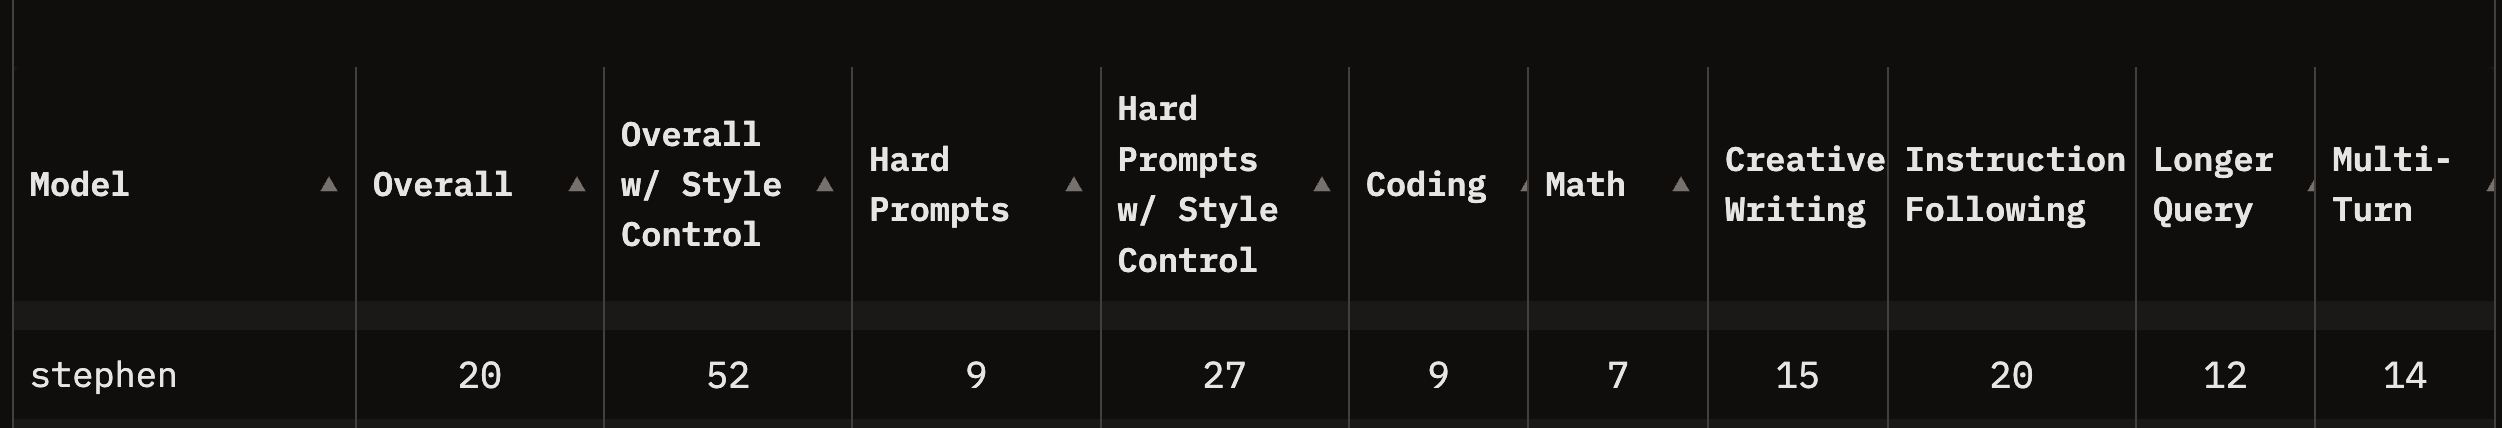 Model
Overall
Overall
w/ Style
Control
Hard
Prompts
Hard
Prompts
w/ Style
Control
Coding
Math
Creative
Writing
Instruction
Following
Longer
Query
Multi-
Turn
stephen 20 52 9 27 9 7 15 20 12 14